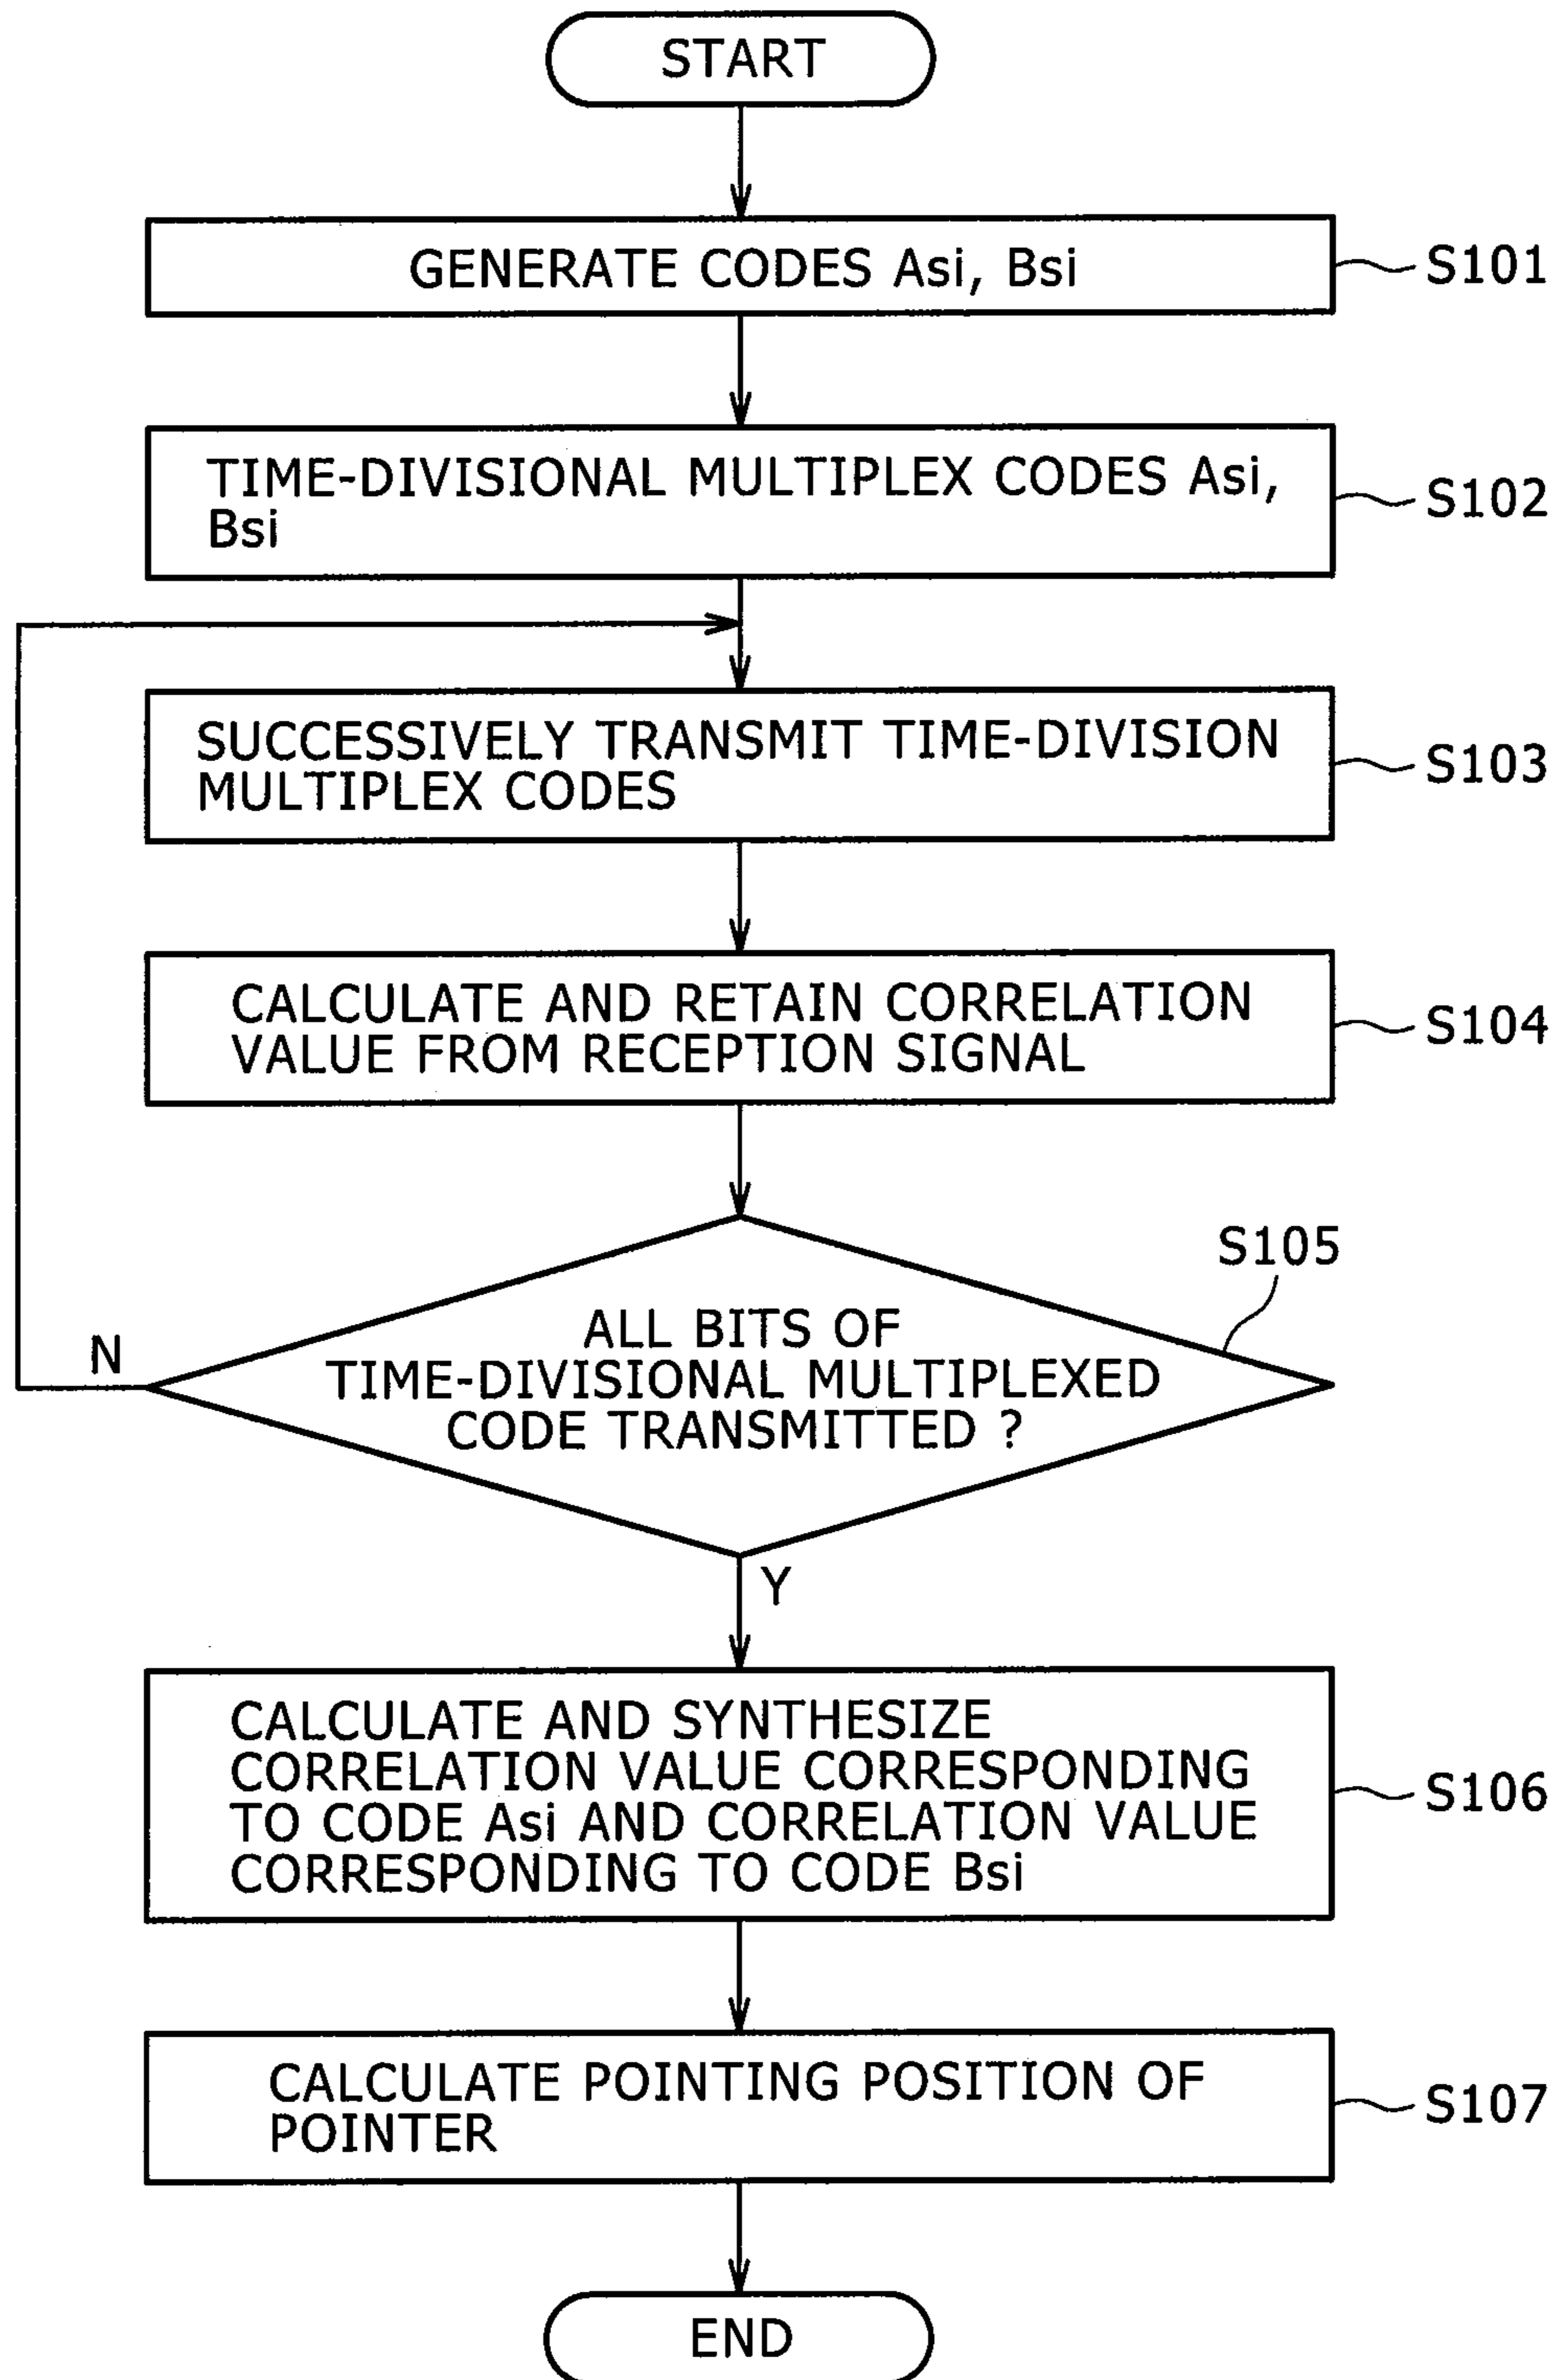 START
GENERATE CODES Asi, Bsi
S101
TIME-DIVISIONAL MULTIPLEX CODES Asi,
Bsi
S102
SUCCESSIVELY TRANSMIT TIME-DIVISION
MULTIPLEX CODES
S103
CALCULATE AND RETAIN CORRELATION
VALUE FROM RECEPTION SIGNAL
S104
S105
ALL BITS OF
TIME-DIVISIONAL MULTIPLEXED
CODE TRANSMITTED ?
N
Y
CALCULATE AND SYNTHESIZE
CORRELATION VALUE CORRESPONDING
TO CODE Asi AND CORRELATION VALUE
CORRESPONDING TO CODE Bsi
S106
CALCULATE POINTING POSITION OF
POINTER
S107
END